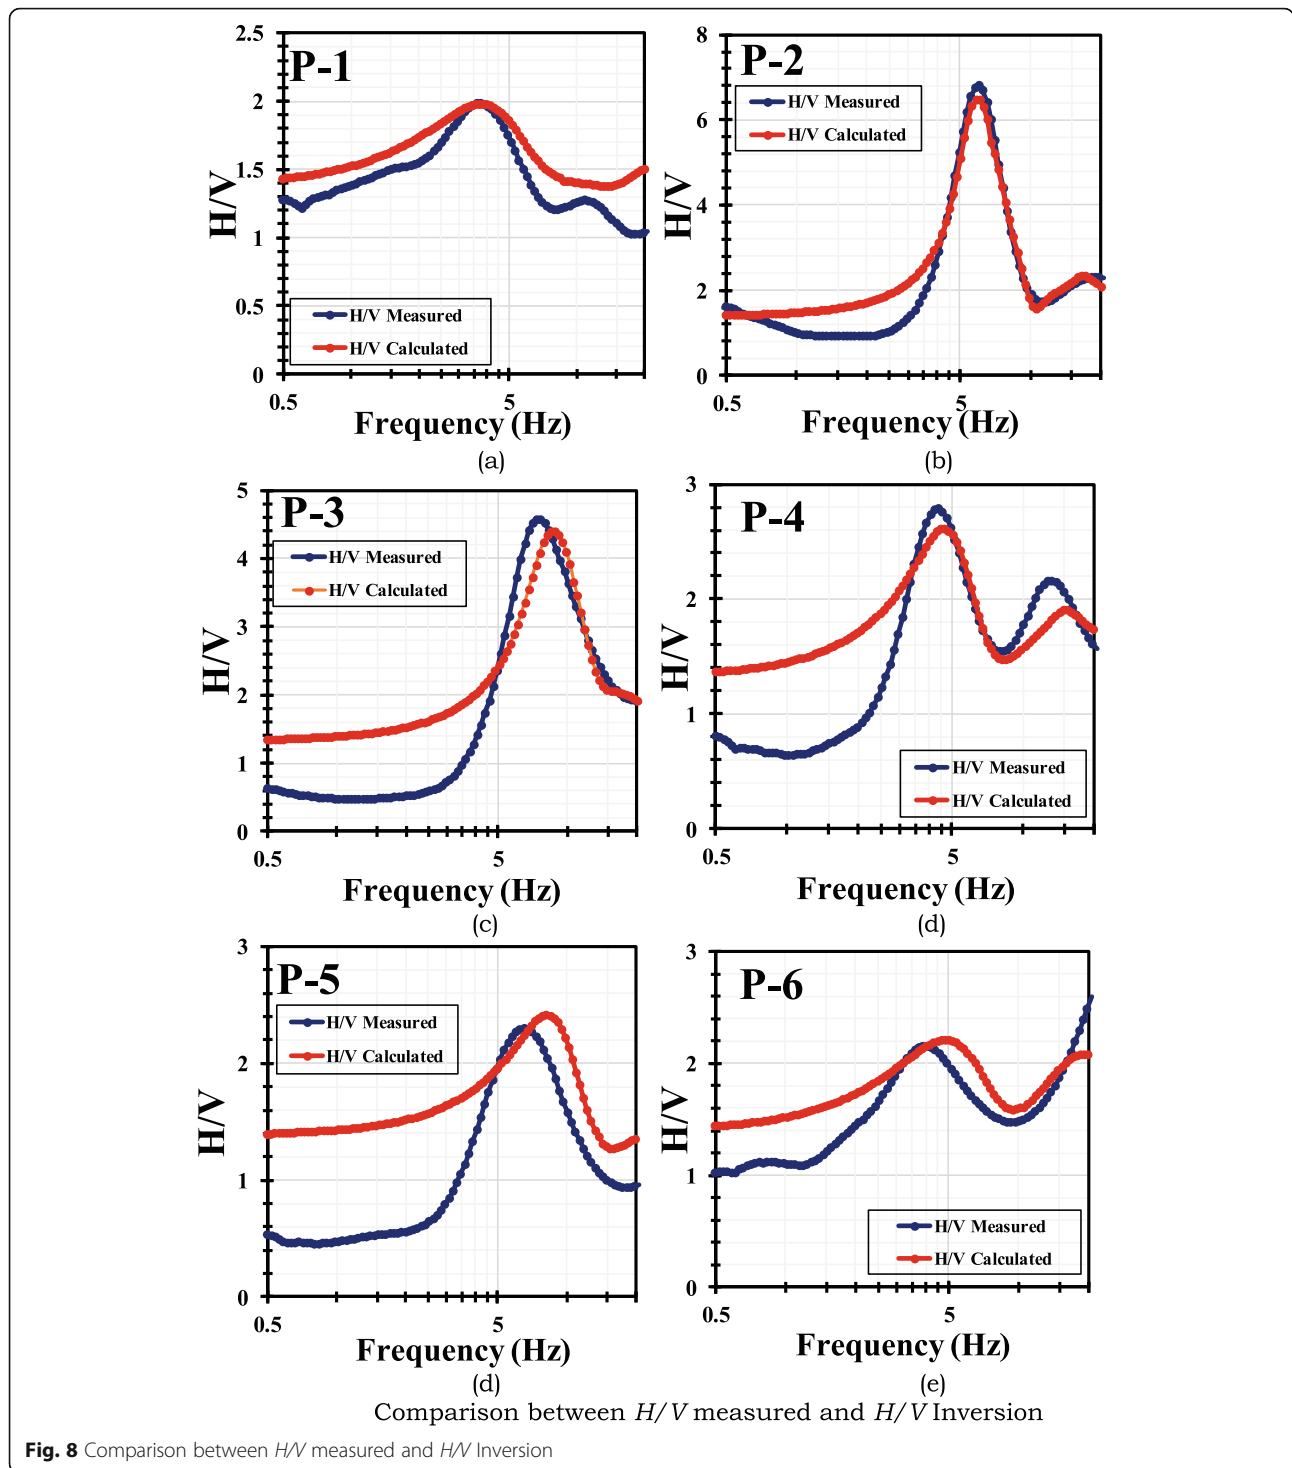 P-1
2.5
2
1.5
1
0.5
0
H/V
H/V Measured
H/V Calculated
0.5
5
Frequency (Hz)
(a)
P-2
8
6
4
2
0
H/V
H/V Measured
H/V Calculated
0.5
5
Frequency (Hz)
(b)
P-3
5
4
3
2
1
0
H/V
H/V Measured
H/V Calculated
0.5
5
Frequency (Hz)
(c)
P-4
3
2
1
0
H/V
H/V Measured
H/V Calculated
0.5
5
Frequency (Hz)
(d)
P-5
3
2
1
0
H/V
H/V Measured
H/V Calculated
0.5
5
Frequency (Hz)
(d)
P-6
3
2
1
0
H/V
H/V Measured
H/V Calculated
0.5
5
Frequency (Hz)
(e)
Comparison between H/V measured and H/V Inversion
Fig. 8 Comparison between H/V measured and H/V Inversion